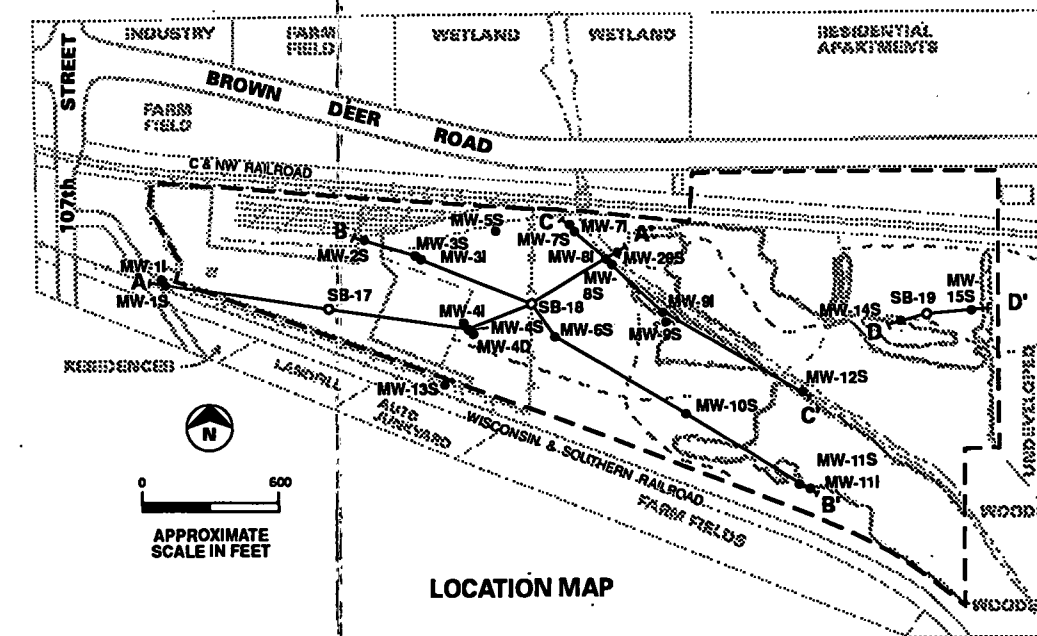 INDUSTRY
FARM
FIELD
WETLAND
WETLAND
RESIDENTIAL
APARTMENTS
107th STREET
BROWN DEER ROAD
FARM
FIELD
C & NW RAILROAD
B
MW-2S
MW-3S
MW-3I
MW-5S
C
MW-7I
MW-7S
A'
MW-8I
MW-29S
MW-
8S
MW-9I
MW-9S
MW-1I
A
MW-1S
SB-17
MW-4I
MW-4S
MW-4D
SB-18
MW-6S
MW-14S
D
SB-19
MW-
15S
D'
MW-12S
C'
MW-13S
MW-10S
MW-11S
MW-11I
B'
RESIDENCES
LANDFILL
AUTO
JUNKYARD
WISCONSIN & SOUTHERN RAILROAD
FARM FIELDS
UNDEVELOPED
N
0 600
APPROXIMATE
SCALE IN FEET
LOCATION MAP